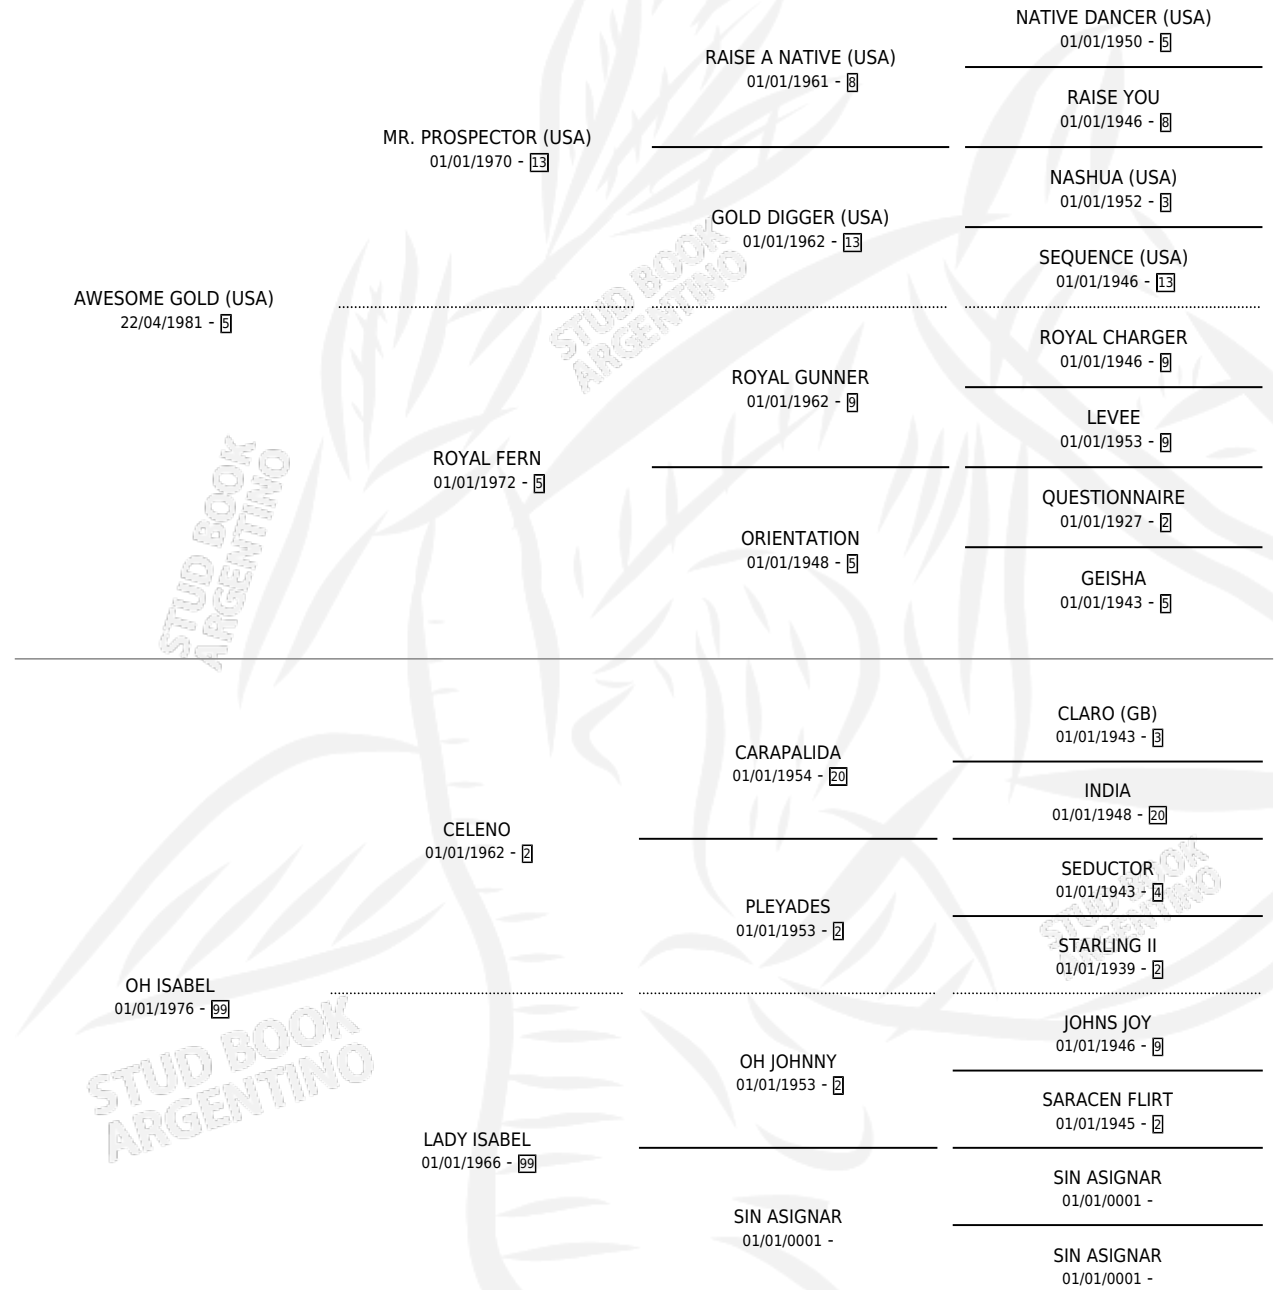 NATIVE DANCER (USA)
01/01/1950 - 5
RAISE A NATIVE (USA)
01/01/1961 - 8
RAISE YOU
01/01/1946 - 8
MR. PROSPECTOR (USA)
01/01/1970 - 13
NASHUA (USA)
01/01/1952 - 3
GOLD DIGGER (USA)
01/01/1962 - 13
SEQUENCE (USA)
01/01/1946 - 13
AWESOME GOLD (USA)
22/04/1981 - 5
ROYAL CHARGER
01/01/1946 - 9
ROYAL GUNNER
01/01/1962 - 9
LEVEE
01/01/1953 - 9
ROYAL FERN
01/01/1972 - 5
QUESTIONNAIRE
01/01/1927 - 2
ORIENTATION
01/01/1948 - 5
GEISHA
01/01/1943 - 5
CLARO (GB)
01/01/1943 - 3
CARAPALIDA
01/01/1954 - 20
INDIA
01/01/1948 - 20
CELENO
01/01/1962 - 2
SEDUCTOR
01/01/1943 - 4
PLEYADES
01/01/1953 - 2
STARLING II
01/01/1939 - 2
OH ISABEL
01/01/1976 - 99
JOHNS JOY
01/01/1946 - 9
OH JOHNNY
01/01/1953 - 2
SARACEN FLIRT
01/01/1945 - 2
LADY ISABEL
01/01/1966 - 99
SIN ASIGNAR
01/01/0001 -
SIN ASIGNAR
01/01/0001 -
SIN ASIGNAR
01/01/0001 -
STUD BOOK
ARGENTINO
STUD BOOK
ARGENTINO
STUD BOOK
ARGENTINO
STUD BOOK
ARGENTINO